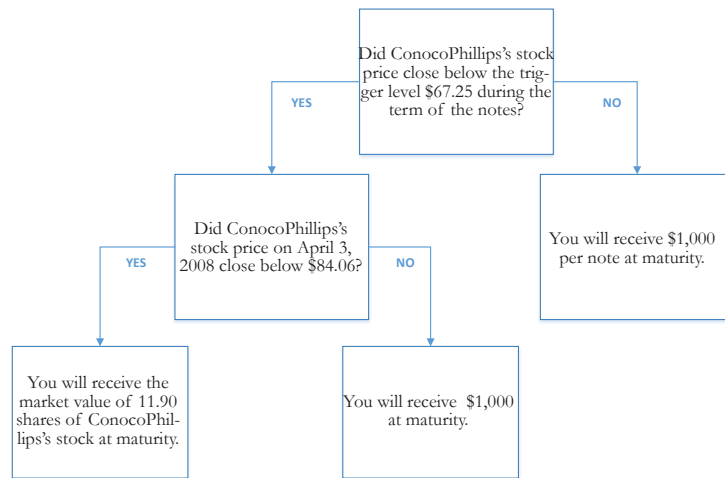 Did ConocoPhillips's stock
price close below the trig-
ger level $67.25 during the
term of the notes?
YES
NO
Did ConocoPhillips's
stock price on April 3,
2008 close below $84.06?
You will receive $1,000
per note at maturity.
YES
NO
You will receive the
market value of 11.90
shares of ConocoPhil-
lips's stock at maturity.
You will receive $1,000
at maturity.